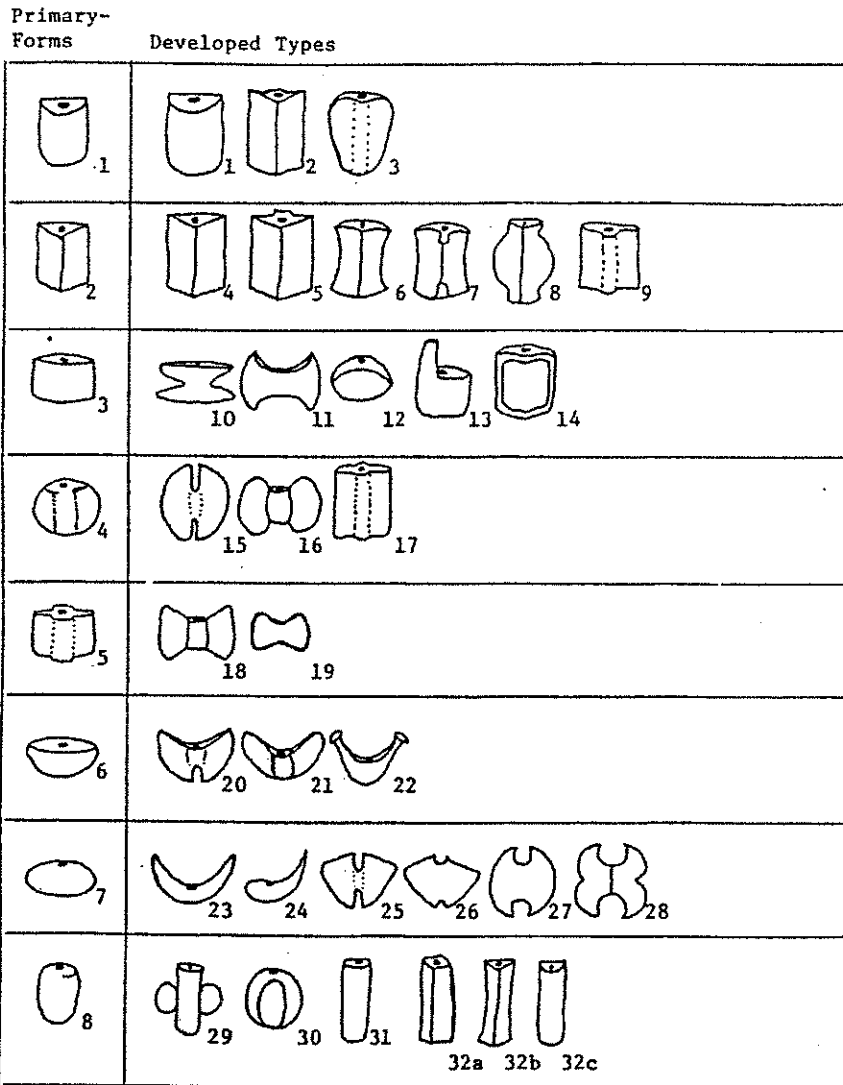 Primary-
Forms Developed Types
1 1 2 3
2 4 5 6 7 8 9
3 10 11 12 13 14
4 15 16 17
5 18 19
6 20 21 22
7 23 24 25 26 27 28
8 29 30 31
32a 32b 32c